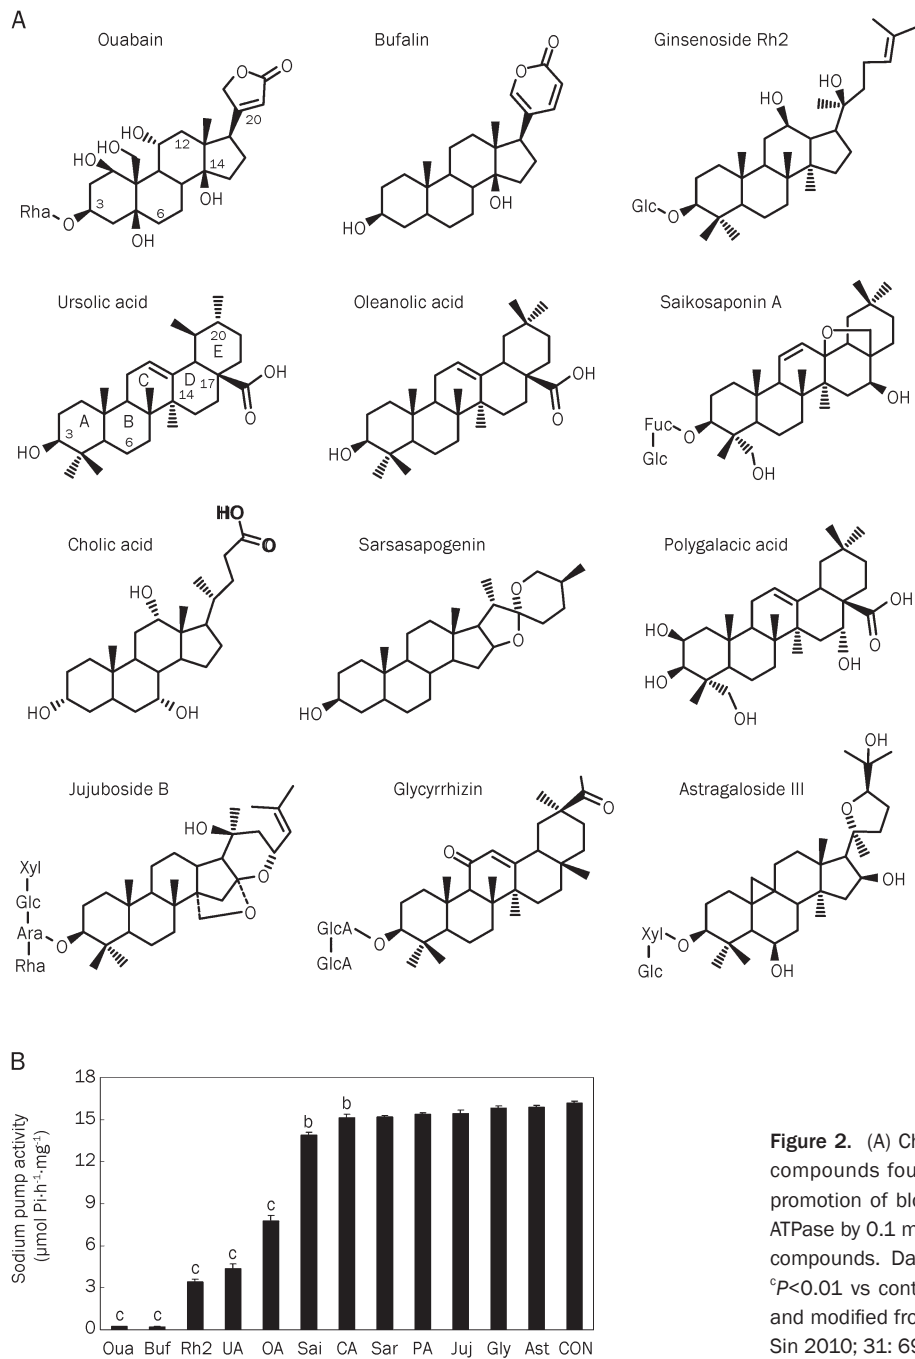 A
Ouabain
Bufalin
Ginsenoside Rh2
O
O
20
HO
12
HO
HO
14
OH
3
6
Rha
O
OH
O
O
OH
HO
HO
HO
Glc
O
Ursolic acid
Oleanolic acid
Saikosaponin A
20
E
C
D
17
OH
14
O
A
B
3
6
HO
OH
O
HO
O
OH
Fuc
O
Glc
OH
Cholic acid
Sarsasapogenin
Polygalacic acid
HO
O
HO
HO
OH
O
O
HO
OH
O
HO
HO
OH
OH
Jujuboside B
Glycyrrhizin
Astragaloside III
HO
O
O
Xyl
Glc
Ara
O
Rha
O
O
GlcA
O
GlcA
OH
O
OH
Xyl
O
Glc
OH
B
Sodium pump activity
(μmol Pi·h⁻¹·mg⁻¹)
18
15
12
9
6
3
0
c
c
c
c
c
b
b
Oua Buf Rh2 UA OA Sai CA Sar PA Juj Gly Ast CON
Figure 2. (A) Ch
compounds fou
promotion of blo
ATPase by 0.1 m
compounds. Da
ᶜP<0.01 vs cont
and modified fro
Sin 2010; 31: 69